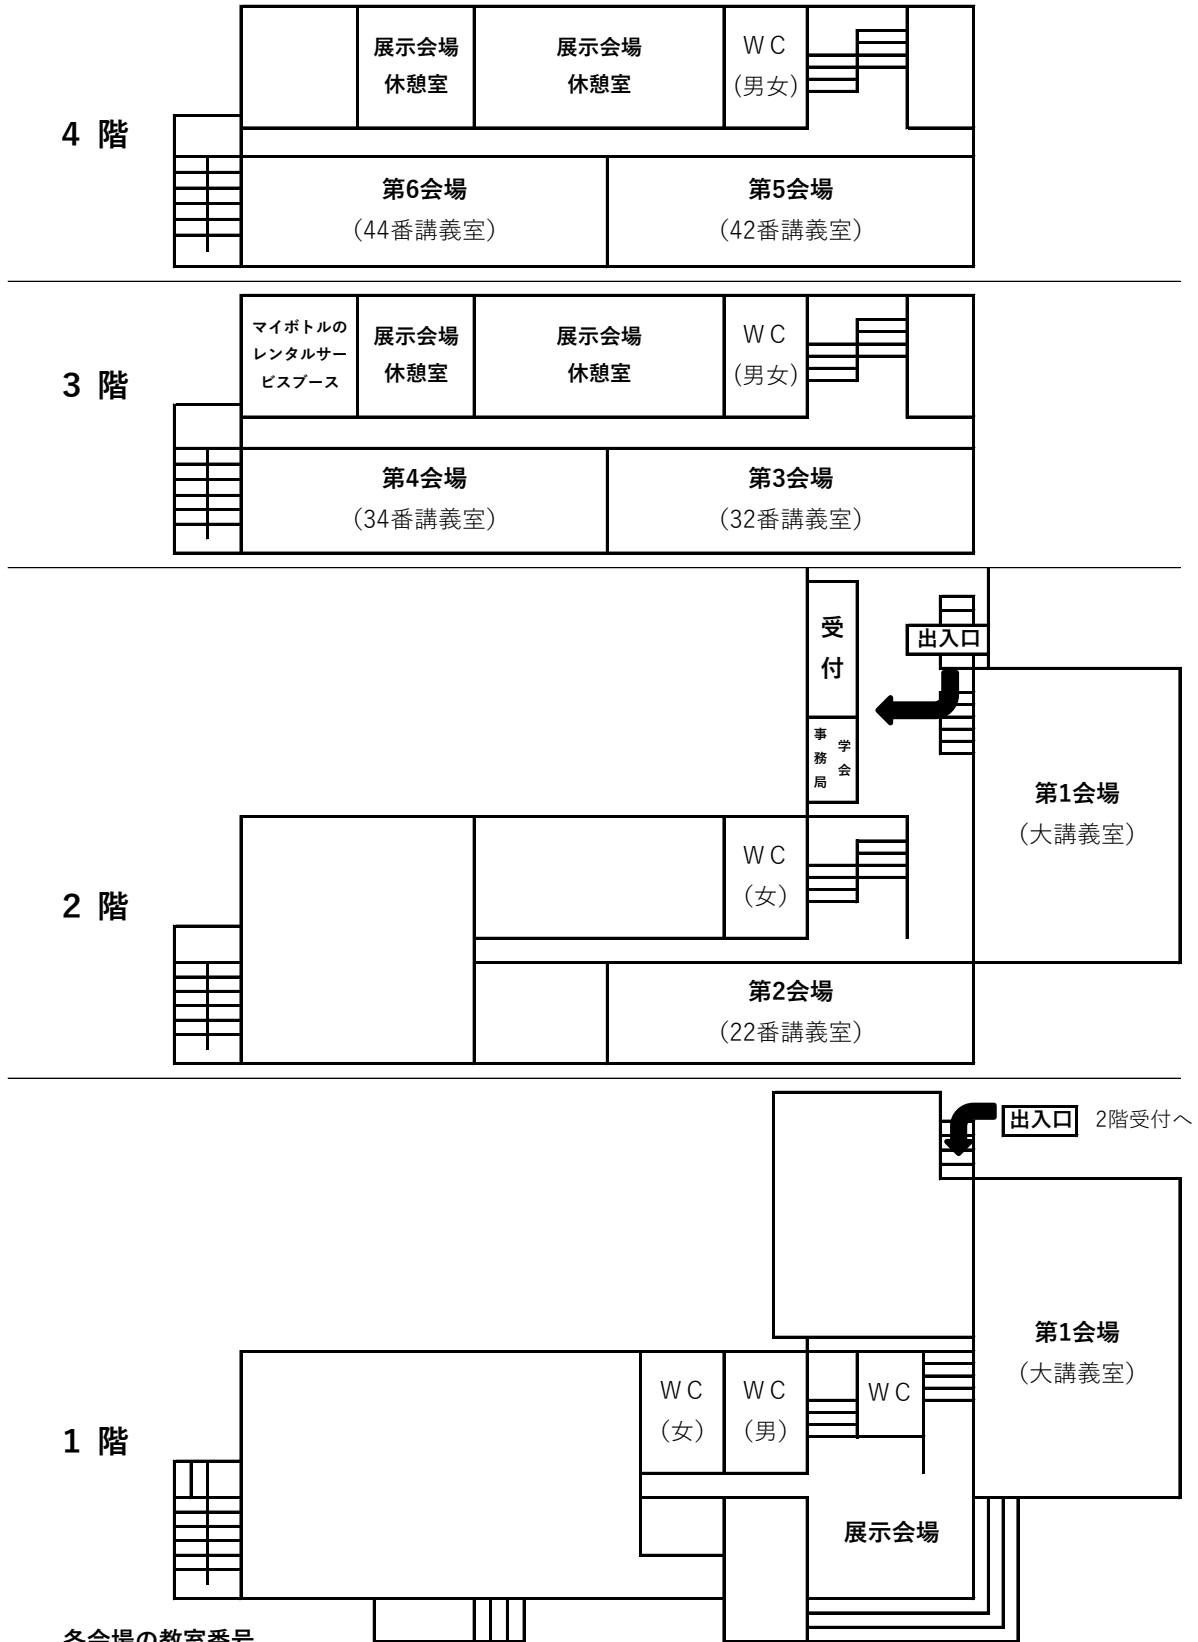 展示会場
休憩室
展示会場
休憩室
ＷＣ
（男女）
4 階
第6会場
（44番講義室）
第5会場
（42番講義室）
マイボトルの
レンタルサー
ビスブース
展示会場
休憩室
展示会場
休憩室
ＷＣ
（男女）
3 階
第4会場
（34番講義室）
第3会場
（32番講義室）
受付
出入口
学会
事務局
第1会場
（大講義室）
ＷＣ
（女）
2 階
第2会場
（22番講義室）
出入口 2階受付へ
第1会場
（大講義室）
ＷＣ
（女）
ＷＣ
（男）
ＷＣ
1 階
展示会場
各会場の教室番号